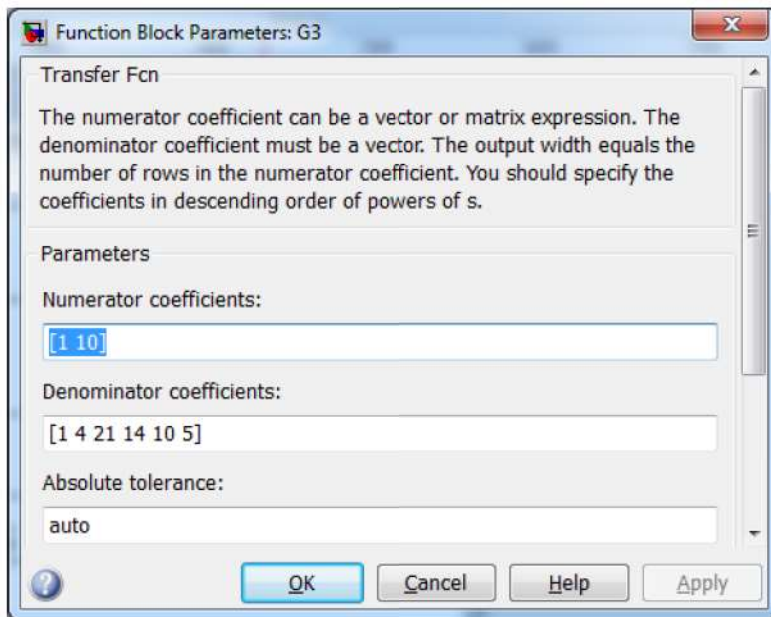 Function Block Parameters: G3
Transfer Fcn
The numerator coefficient can be a vector or matrix expression. The
denominator coefficient must be a vector. The output width equals the
number of rows in the numerator coefficient. You should specify the
coefficients in descending order of powers of s.
Parameters
Numerator coefficients:
[1 10]
Denominator coefficients:
[1 4 21 14 10 5]
Absolute tolerance:
auto
OK Cancel Help Apply